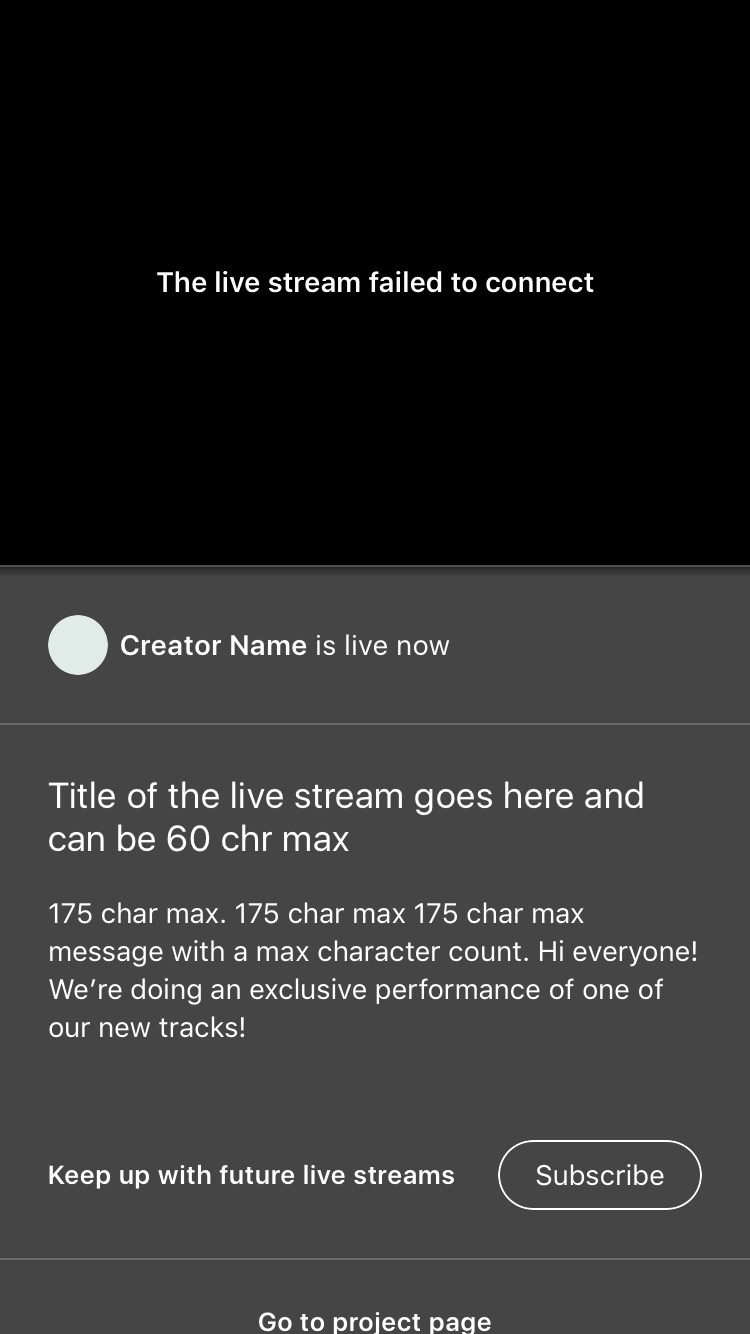 The live stream failed to connect
Creator Name is live now
Title of the live stream goes here and
can be 60 chr max
175 char max. 175 char max 175 char max
message with a max character count. Hi everyone!
We’re doing an exclusive performance of one of
our new tracks!
Keep up with future live streams
Subscribe
Go to project page